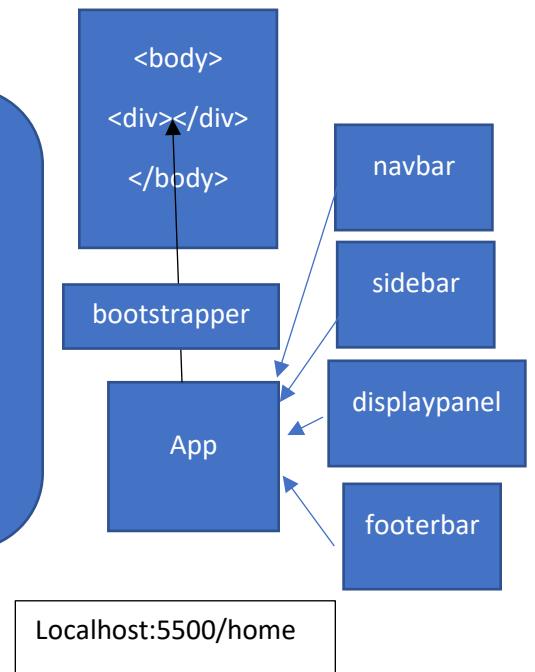 <body>
<div></div>
</body>
navbar
sidebar
bootstrapper
displaypanel
App
footerbar
Localhost:5500/home